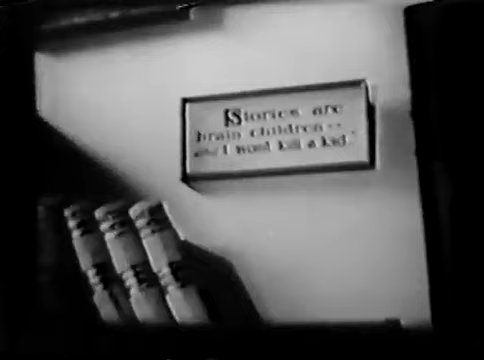 Stories are
brain children --
and I wont kill a kid.